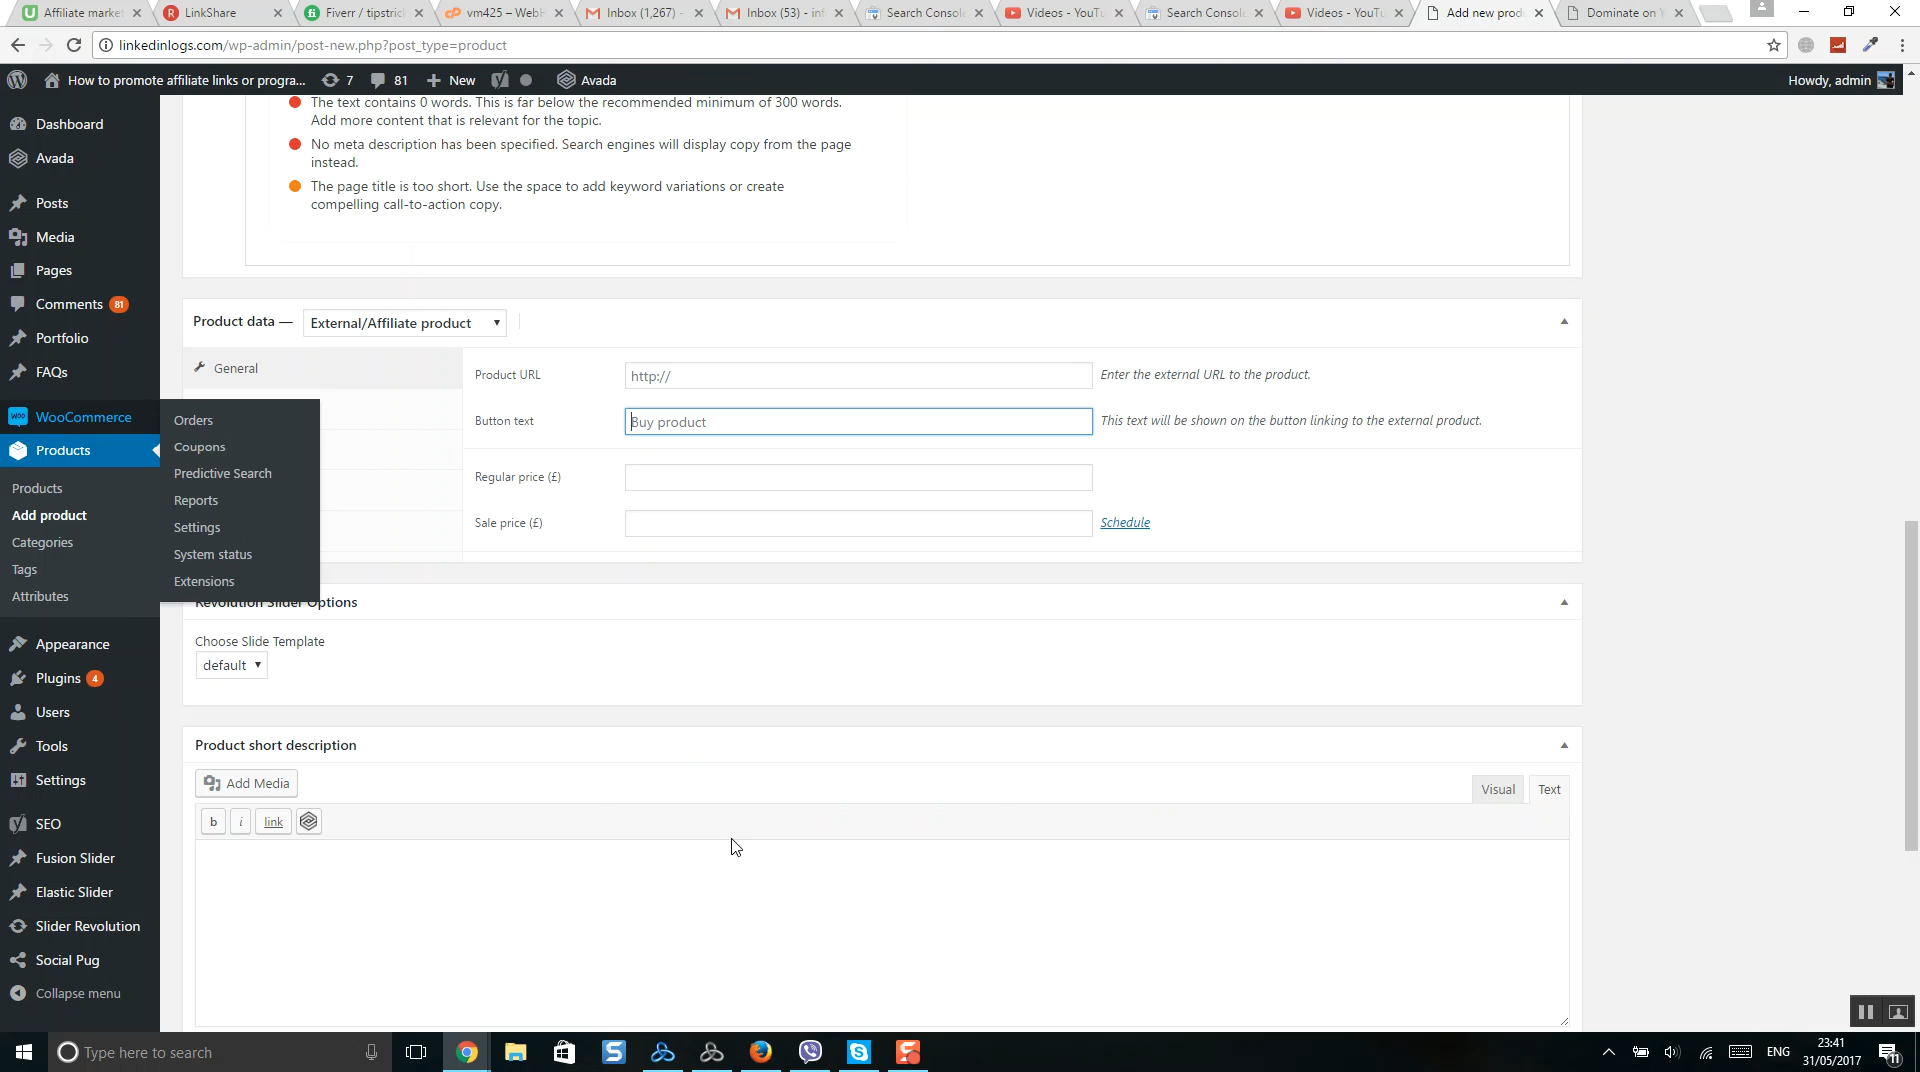 Affiliate market
LinkShare
Fiverr / tipstric
vm425 – WebH
Inbox (1,267) -
Inbox (53) - inf
Search Console
Videos - YouTu
Search Console
Videos - YouTu
Add new produ
Dominate on Y
linkedinlogs.com/wp-admin/post-new.php?post_type=product
How to promote affiliate links or progra... 7 81 + New Avada
Howdy, admin
The text contains 0 words. This is far below the recommended minimum of 300 words.
Add more content that is relevant for the topic.
No meta description has been specified. Search engines will display copy from the page
instead.
The page title is too short. Use the space to add keyword variations or create
compelling call-to-action copy.
Dashboard
Avada
Posts
Media
Pages
Comments 81
Portfolio
FAQs
WooCommerce
Products
Products
Add product
Categories
Tags
Attributes
Appearance
Plugins 4
Users
Tools
Settings
SEO
Fusion Slider
Elastic Slider
Slider Revolution
Social Pug
Collapse menu
Orders
Coupons
Predictive Search
Reports
Settings
System status
Extensions
Product data — External/Affiliate product
General
Product URL http:// Enter the external URL to the product.
Button text Buy product This text will be shown on the button linking to the external product.
Regular price (£)
Sale price (£) Schedule
Revolution Slider Options
Choose Slide Template
default
Product short description
Add Media
Visual Text
b i link
Type here to search
ENG
23:41
31/05/2017
11